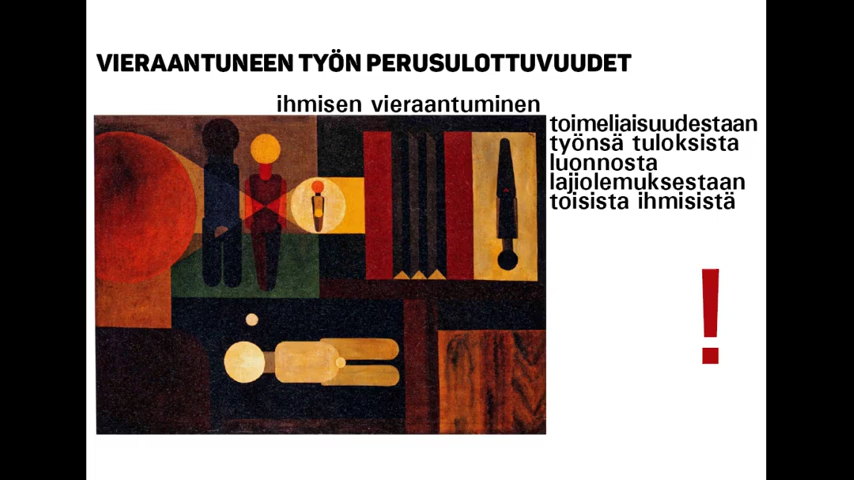 VIERAANTUNEEN TYÖN PERUSULOTTUVUUDET
ihmisen vieraantuminen
toimeliaisuudestaan
työnsä tuloksista
luonnosta
lajiolemuksestaan
toisista ihmisistä
!